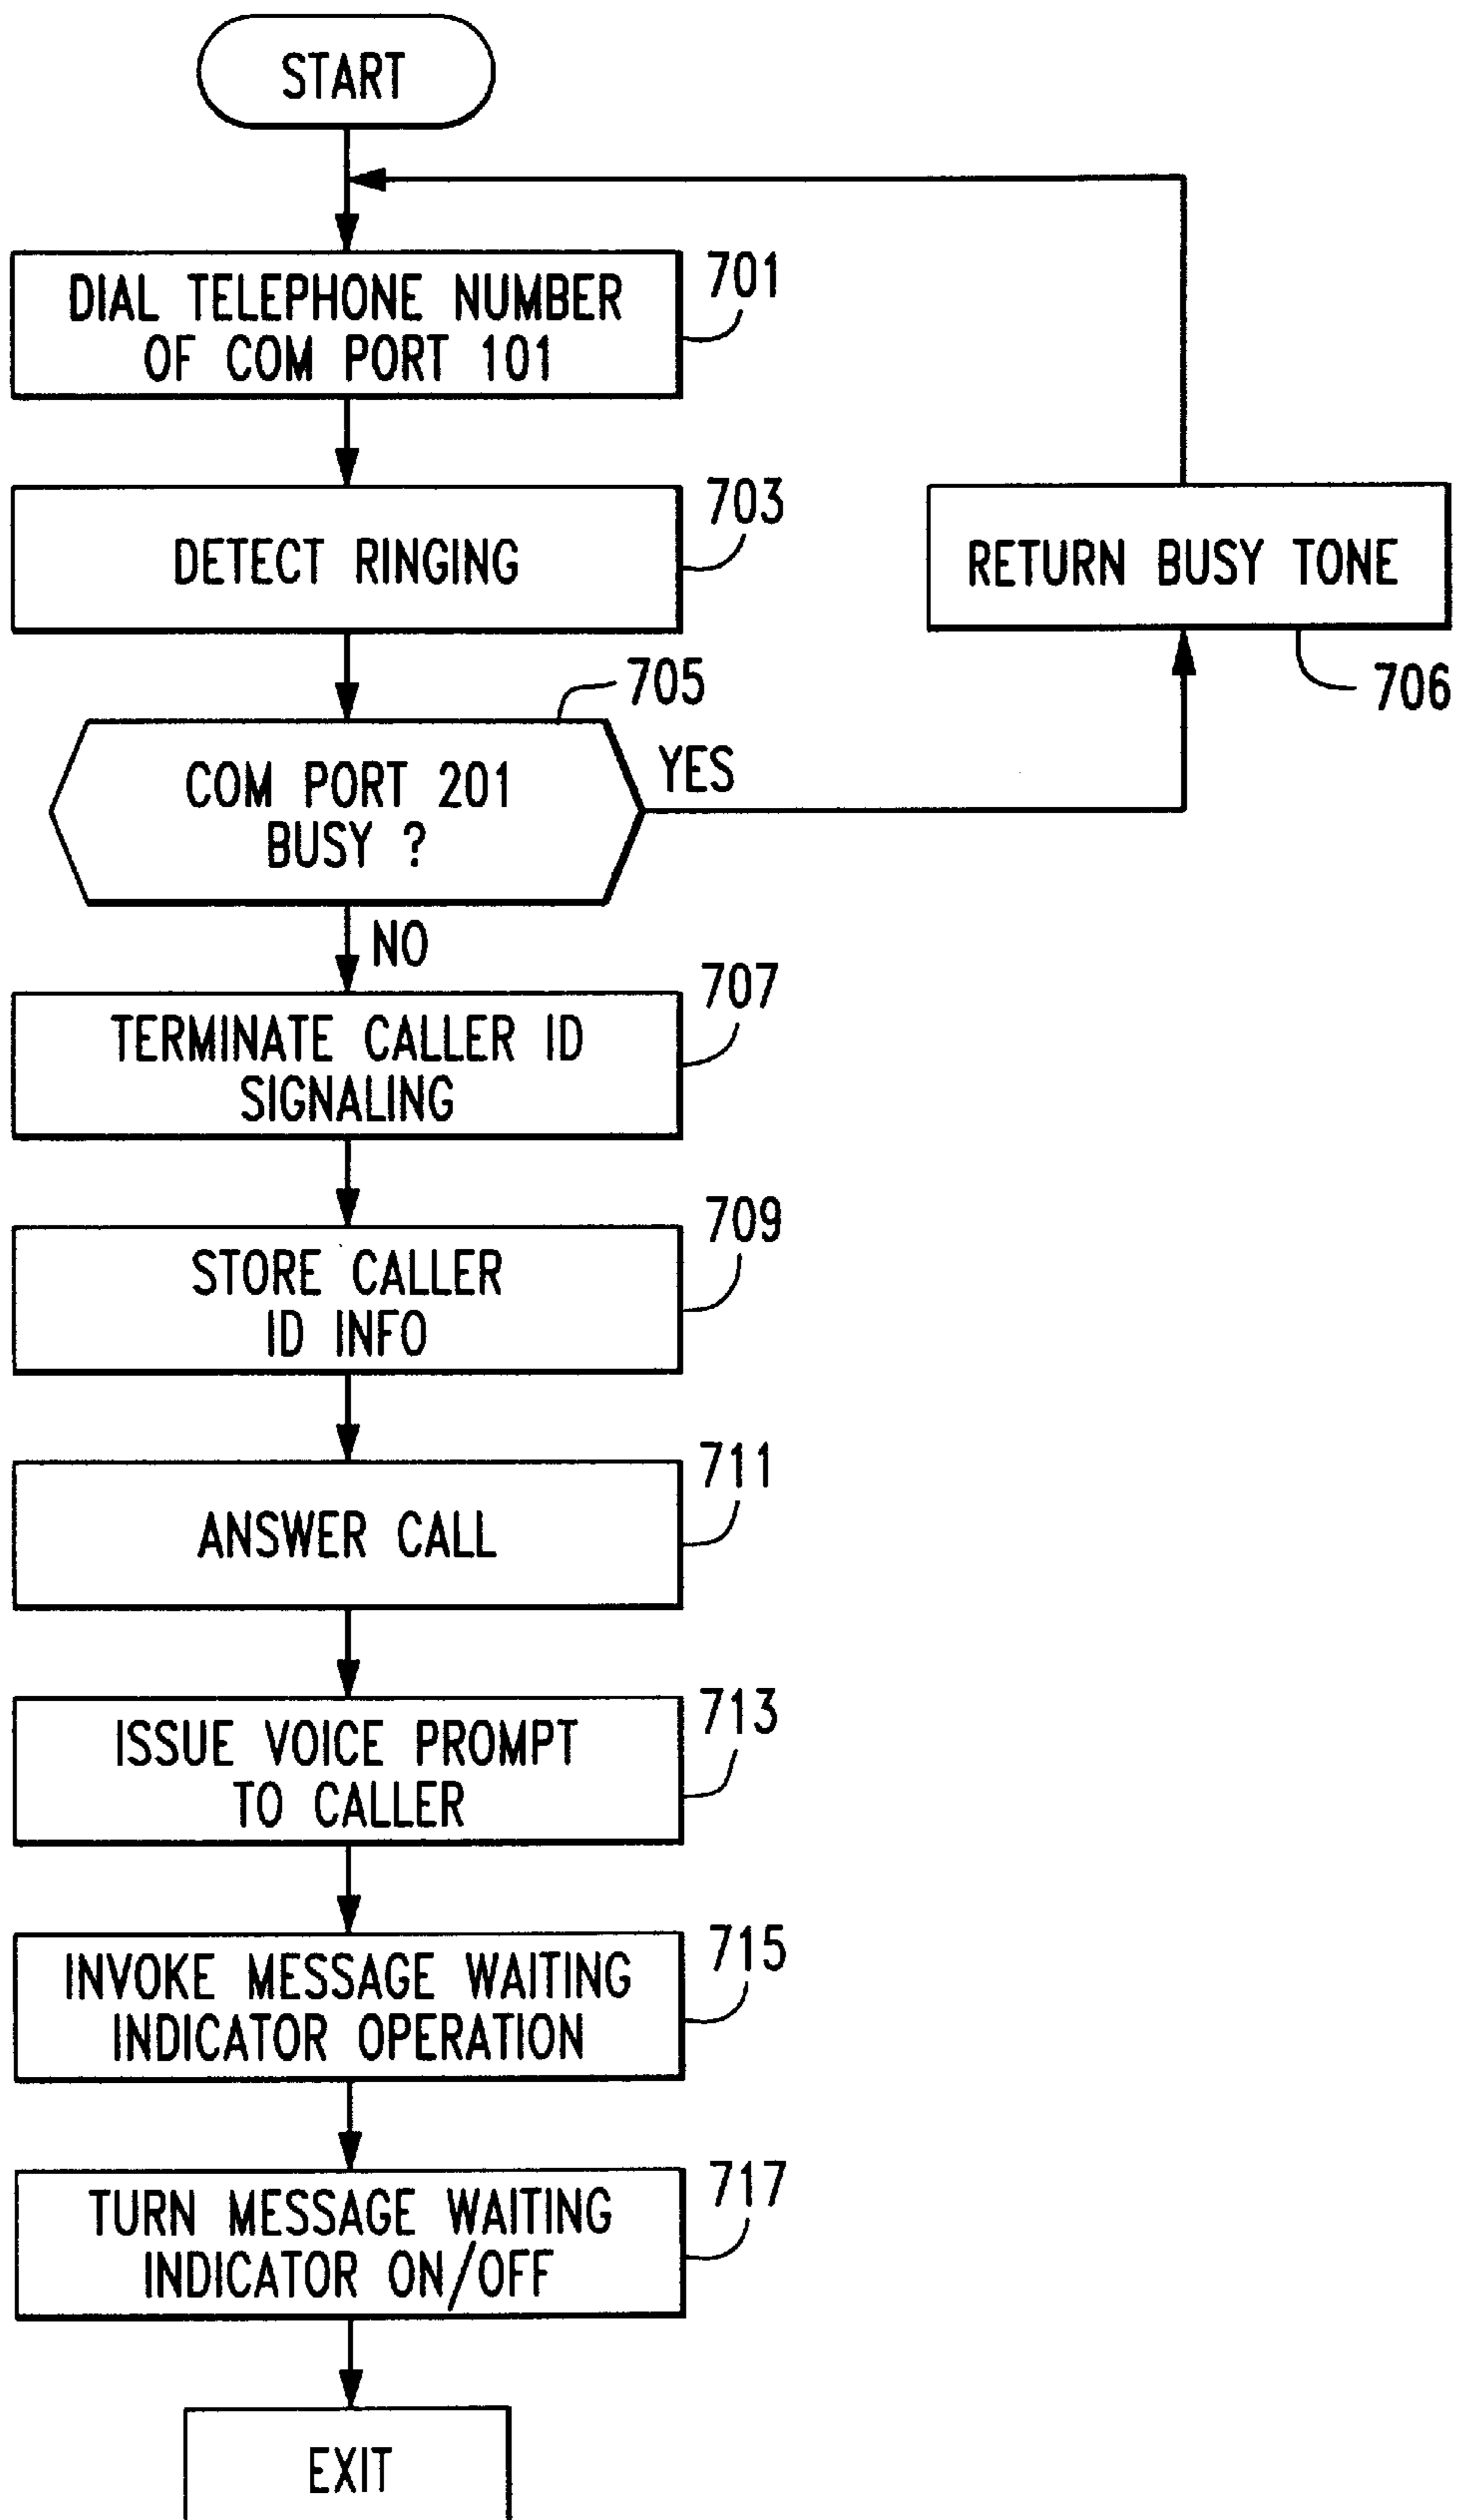 START
DIAL TELEPHONE NUMBER
OF COM PORT 101
701
DETECT RINGING
703
RETURN BUSY TONE
706
705
COM PORT 201
BUSY ?
YES
NO
TERMINATE CALLER ID
SIGNALING
707
STORE CALLER
ID INFO
709
ANSWER CALL
711
ISSUE VOICE PROMPT
TO CALLER
713
INVOKE MESSAGE WAITING
INDICATOR OPERATION
715
TURN MESSAGE WAITING
INDICATOR ON/OFF
717
EXIT